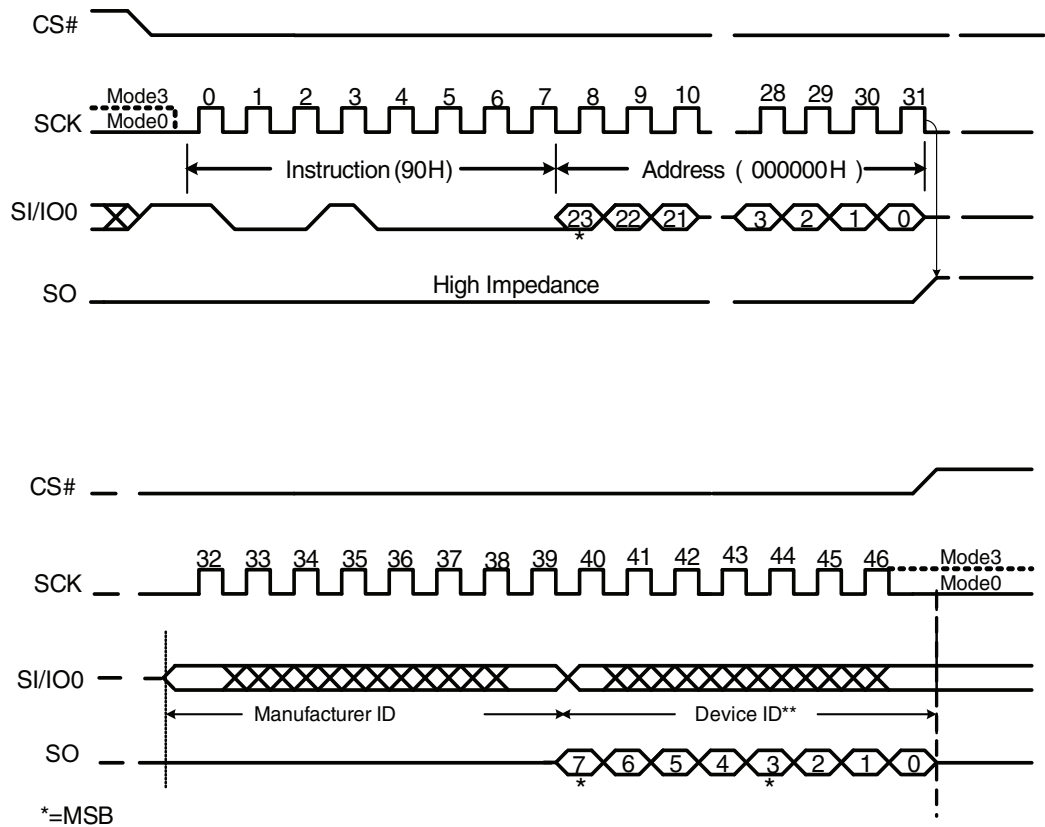 CS#
Mode3
SCK
Mode0
0 1 2 3 4 5 6 7 8 9 10 28 29 30 31
Instruction (90H)
Address ( 000000H )
SI/IO0
23 22 21 3 2 1 0
*
High Impedance
SO
CS#
32 33 34 35 36 37 38 39 40 41 42 43 44 45 46
Mode3
SCK
Mode0
SI/IO0
Manufacturer ID
Device ID**
SO
7 6 5 4 3 2 1 0
* *
*=MSB